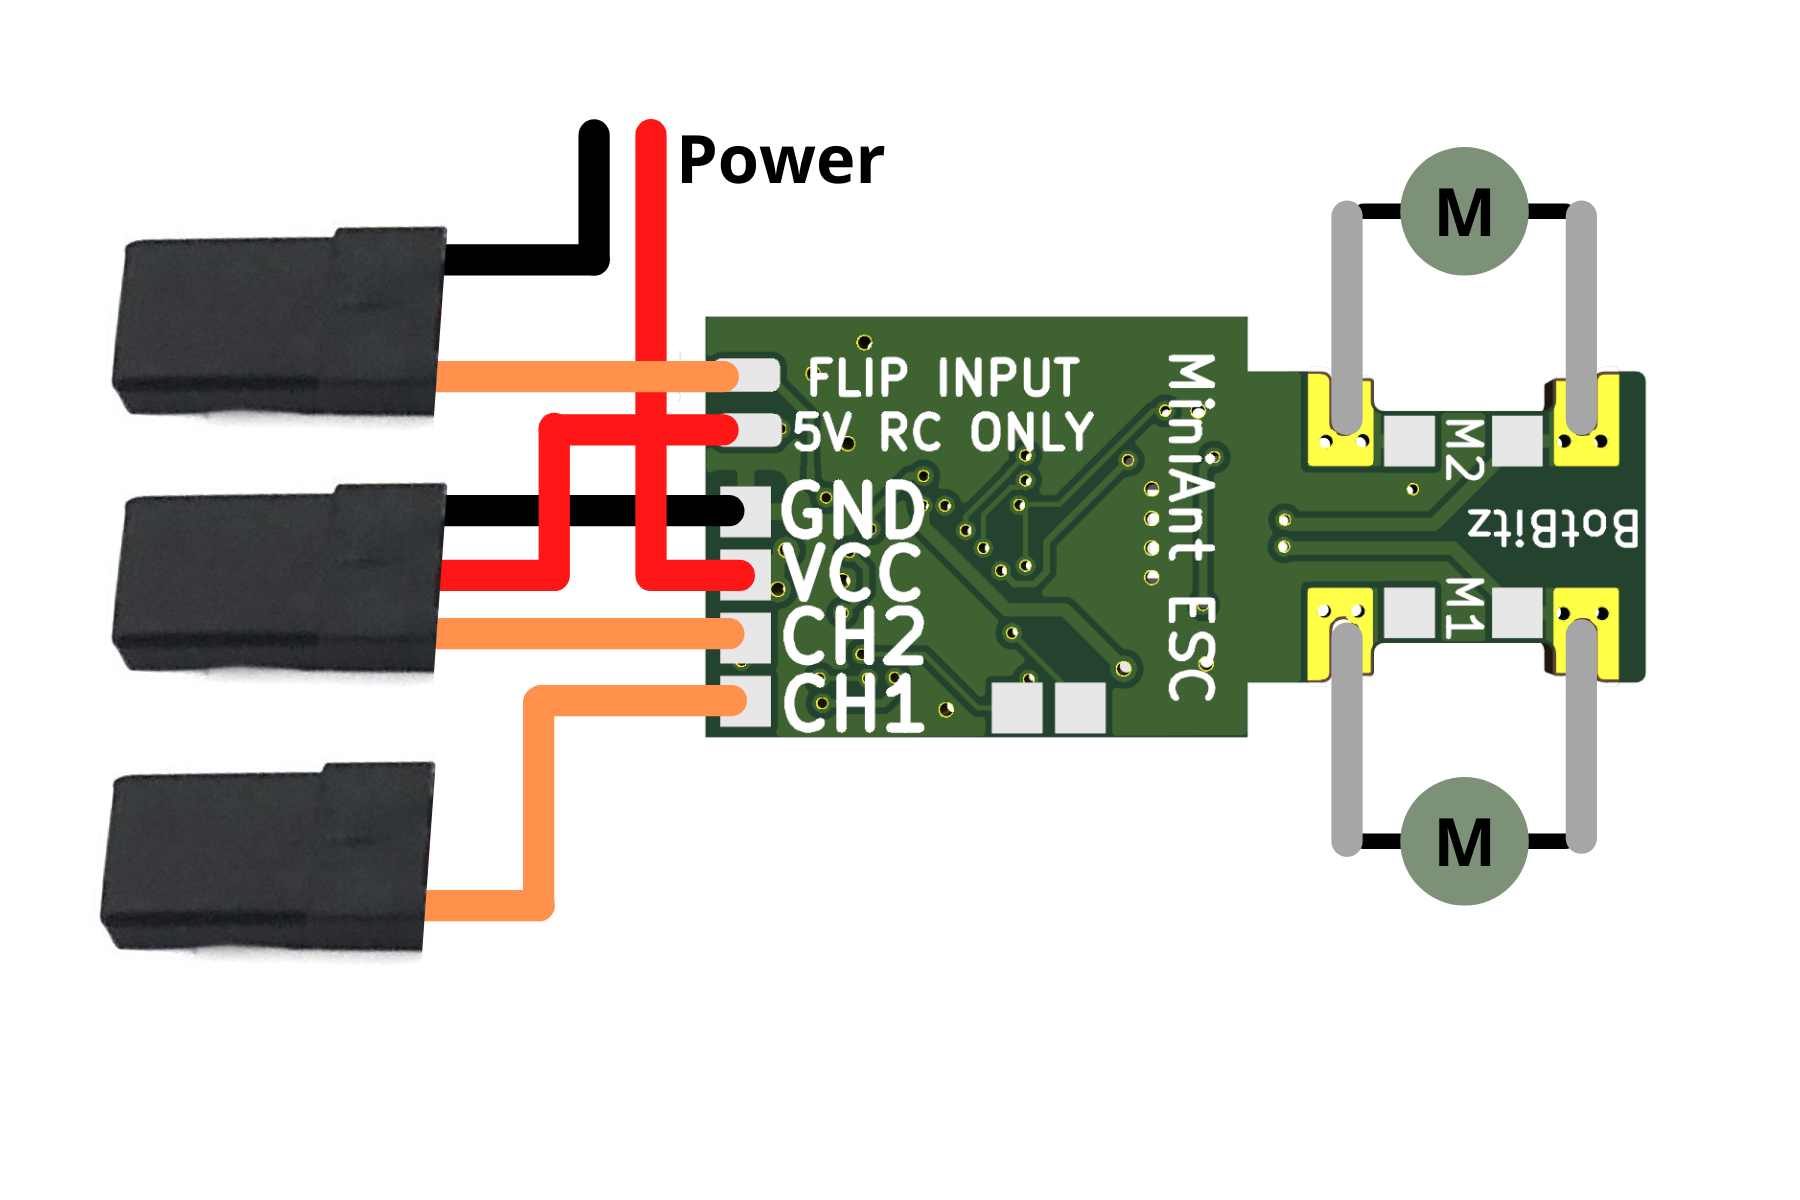 Power
M
FLIP INPUT
5V RC ONLY
GND
VCC
CH2
CH1
MiniAnt ESC
M2
BotBitz
M1
M